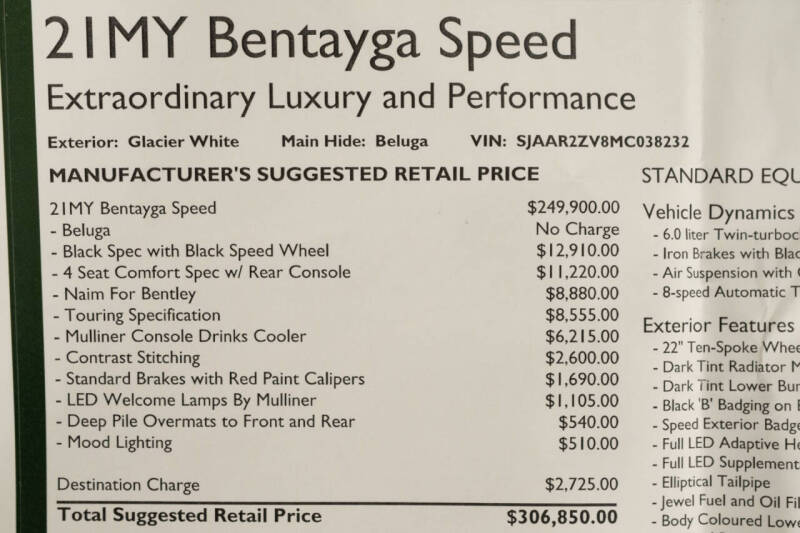 21MY Bentayga Speed
Extraordinary Luxury and Performance
Exterior: Glacier White Main Hide: Beluga VIN: SJAAR2ZV8MC038232
MANUFACTURER'S SUGGESTED RETAIL PRICE
21MY Bentayga Speed $249,900.00
- Beluga No Charge
- Black Spec with Black Speed Wheel $12,910.00
- 4 Seat Comfort Spec w/ Rear Console $11,220.00
- Naim For Bentley $8,880.00
- Touring Specification $8,555.00
- Mulliner Console Drinks Cooler $6,215.00
- Contrast Stitching $2,600.00
- Standard Brakes with Red Paint Calipers $1,690.00
- LED Welcome Lamps By Mulliner $1,105.00
- Deep Pile Overmats to Front and Rear $540.00
- Mood Lighting $510.00
Destination Charge $2,725.00
Total Suggested Retail Price $306,850.00
STANDARD EQU
Vehicle Dynamics
- 6.0 liter Twin-turboc
- Iron Brakes with Blac
- Air Suspension with
- 8-speed Automatic T
Exterior Features
- 22" Ten-Spoke Whee
- Dark Tint Radiator M
- Dark Tint Lower Bur
- Black 'B' Badging on
- Speed Exterior Badge
- Full LED Adaptive He
- Full LED Supplement
- Elliptical Tailpipe
- Jewel Fuel and Oil Fil
- Body Coloured Lowe